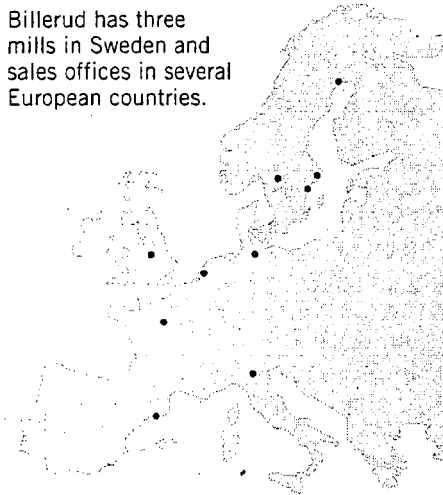 Billerud has three
mills in Sweden and
sales offices in several
European countries.